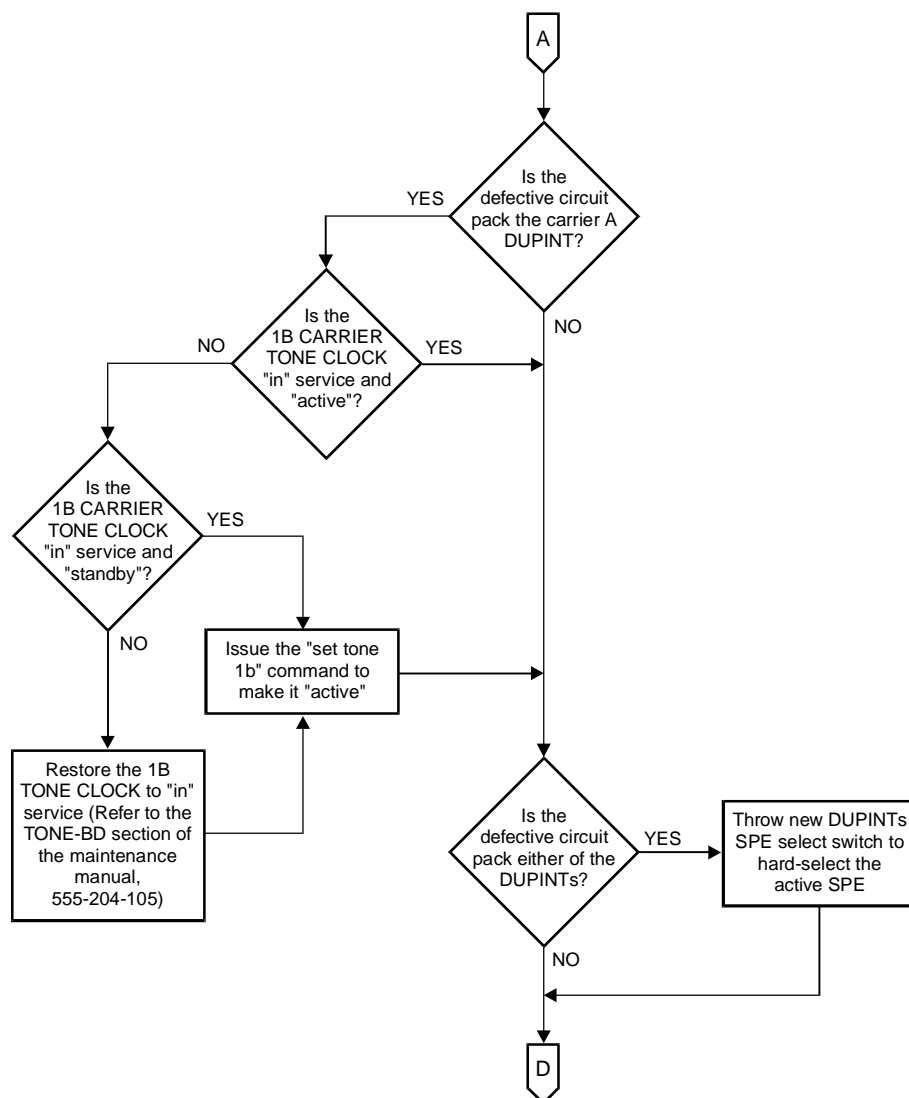 A
Is the
defective circuit
pack the carrier A
DUPINT?
YES
NO
Is the
1B CARRIER
TONE CLOCK
"in" service and
"active"?
NO
YES
Is the
1B CARRIER
TONE CLOCK
"in" service and
"standby"?
YES
NO
Issue the "set tone
1b" command to
make it "active"
Restore the 1B
TONE CLOCK to "in"
service (Refer to the
TONE-BD section of
the maintenance
manual,
555-204-105)
Is the
defective circuit
pack either of the
DUPINTs?
YES
NO
Throw new DUPINTs
SPE select switch to
hard-select the
active SPE
D